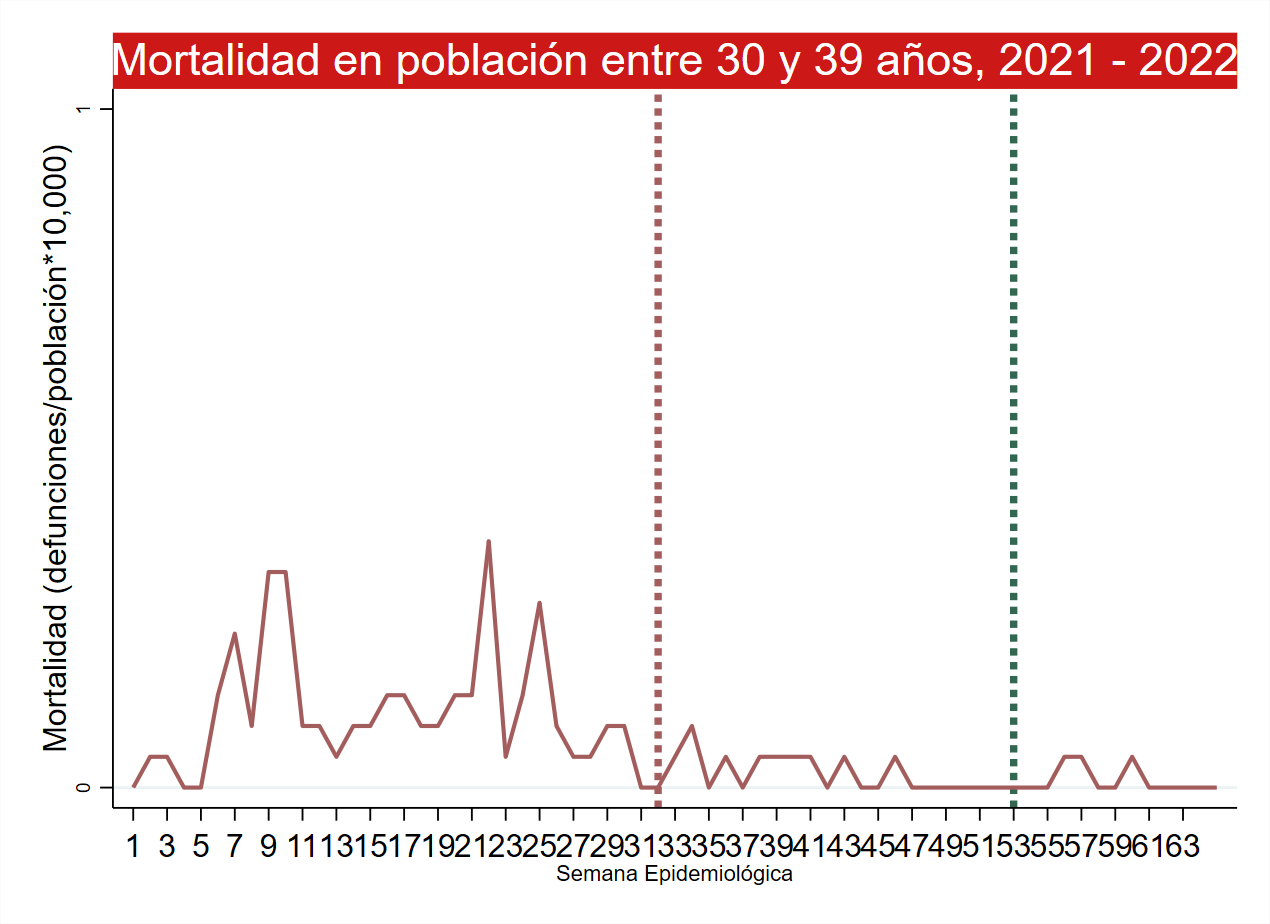 Mortalidad en población entre 30 y 39 años, 2021 - 2022
Mortalidad (defunciones/población*10,000)
1
0
1 3 5 7 9 11 13 15 17 19 21 23 25 27 29 31 33 35 37 39 41 43 45 47 49 51 53 55 57 59 61 63
Semana Epidemiológica